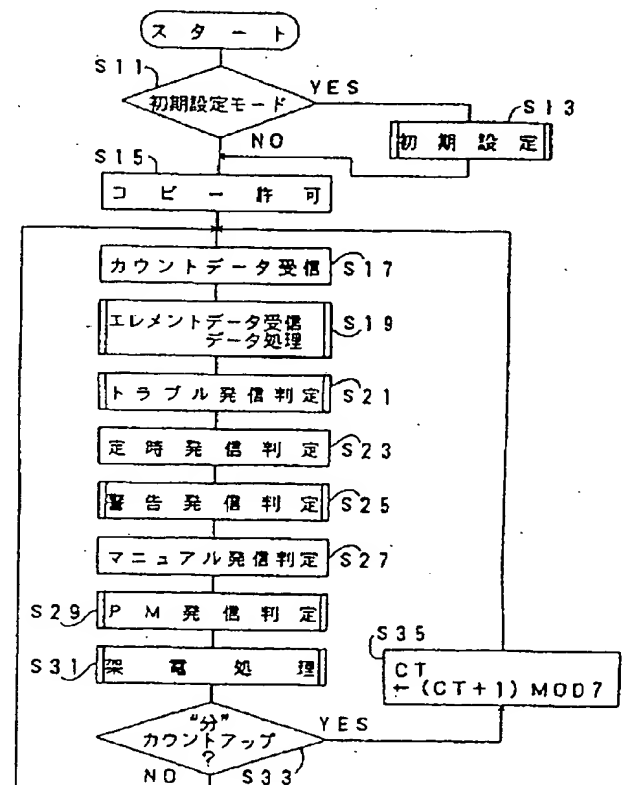 スタート
S11
初期設定モード
YES
S13
初期設定
NO
S15
コピー許可
カウントデータ受信
S17
エレメントデータ受信
データ処理
S19
トラブル発信判定
S21
定時発信判定
S23
警告発信判定
S25
マニュアル発信判定
S27
S29
PM発信判定
S31
架電処理
S35
CT
←(CT+1)MOD7
“分”
カウントアップ
?
YES
NO
S33